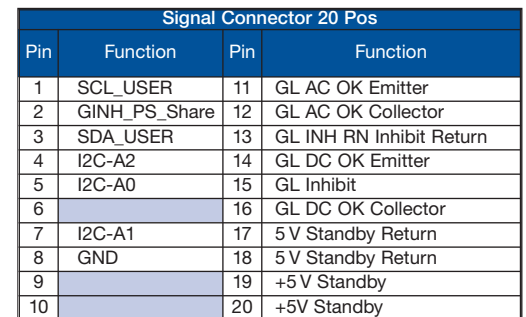 Signal Connector 20 Pos
Pin Function Pin Function
1 SCL_USER 11 GL AC OK Emitter
2 GINH_PS_Share 12 GL AC OK Collector
3 SDA_USER 13 GL INH RN Inhibit Return
4 I2C-A2 14 GL DC OK Emitter
5 I2C-A0 15 GL Inhibit
6 16 GL DC OK Collector
7 I2C-A1 17 5 V Standby Return
8 GND 18 5 V Standby Return
9 19 +5 V Standby
10 20 +5V Standby